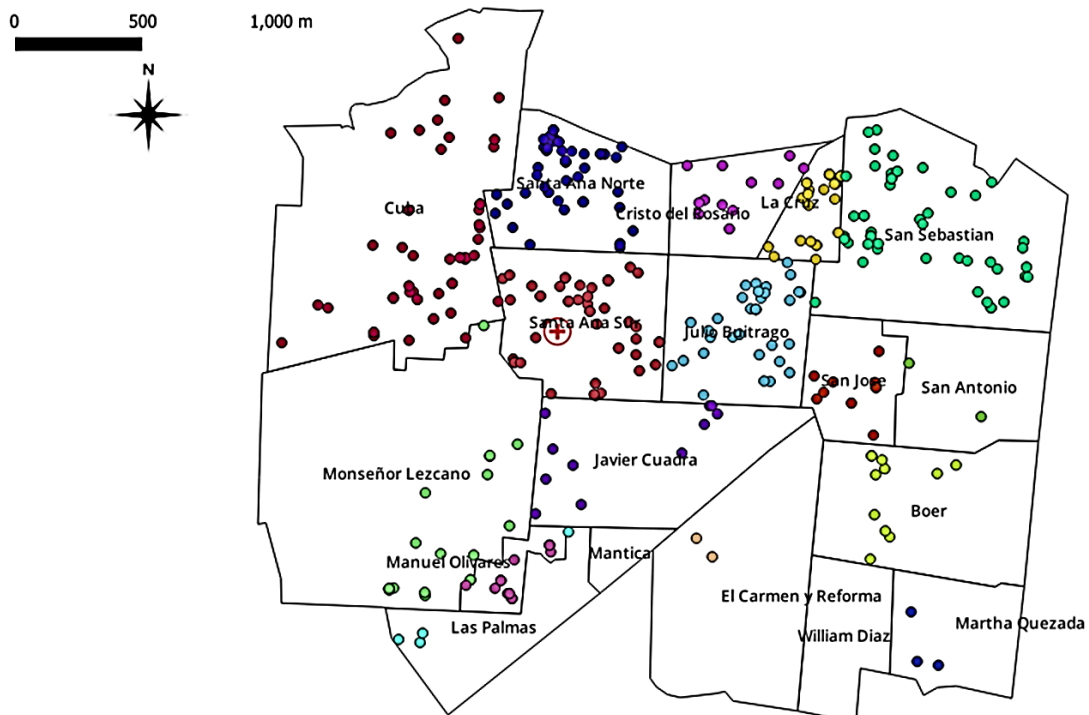 0 500 1,000 m
N
Santa Ana Norte
Cuba
La Cruz
Cristo del Rosario
San Sebastian
Santa Ana Sur
Julio Buitrago
San Jose
San Antonio
Javier Cuadra
Monseñor Lezcano
Boer
Mantica
Manuel Olivares
El Carmen y Reforma
Las Palmas
William Diaz
Martha Quezada